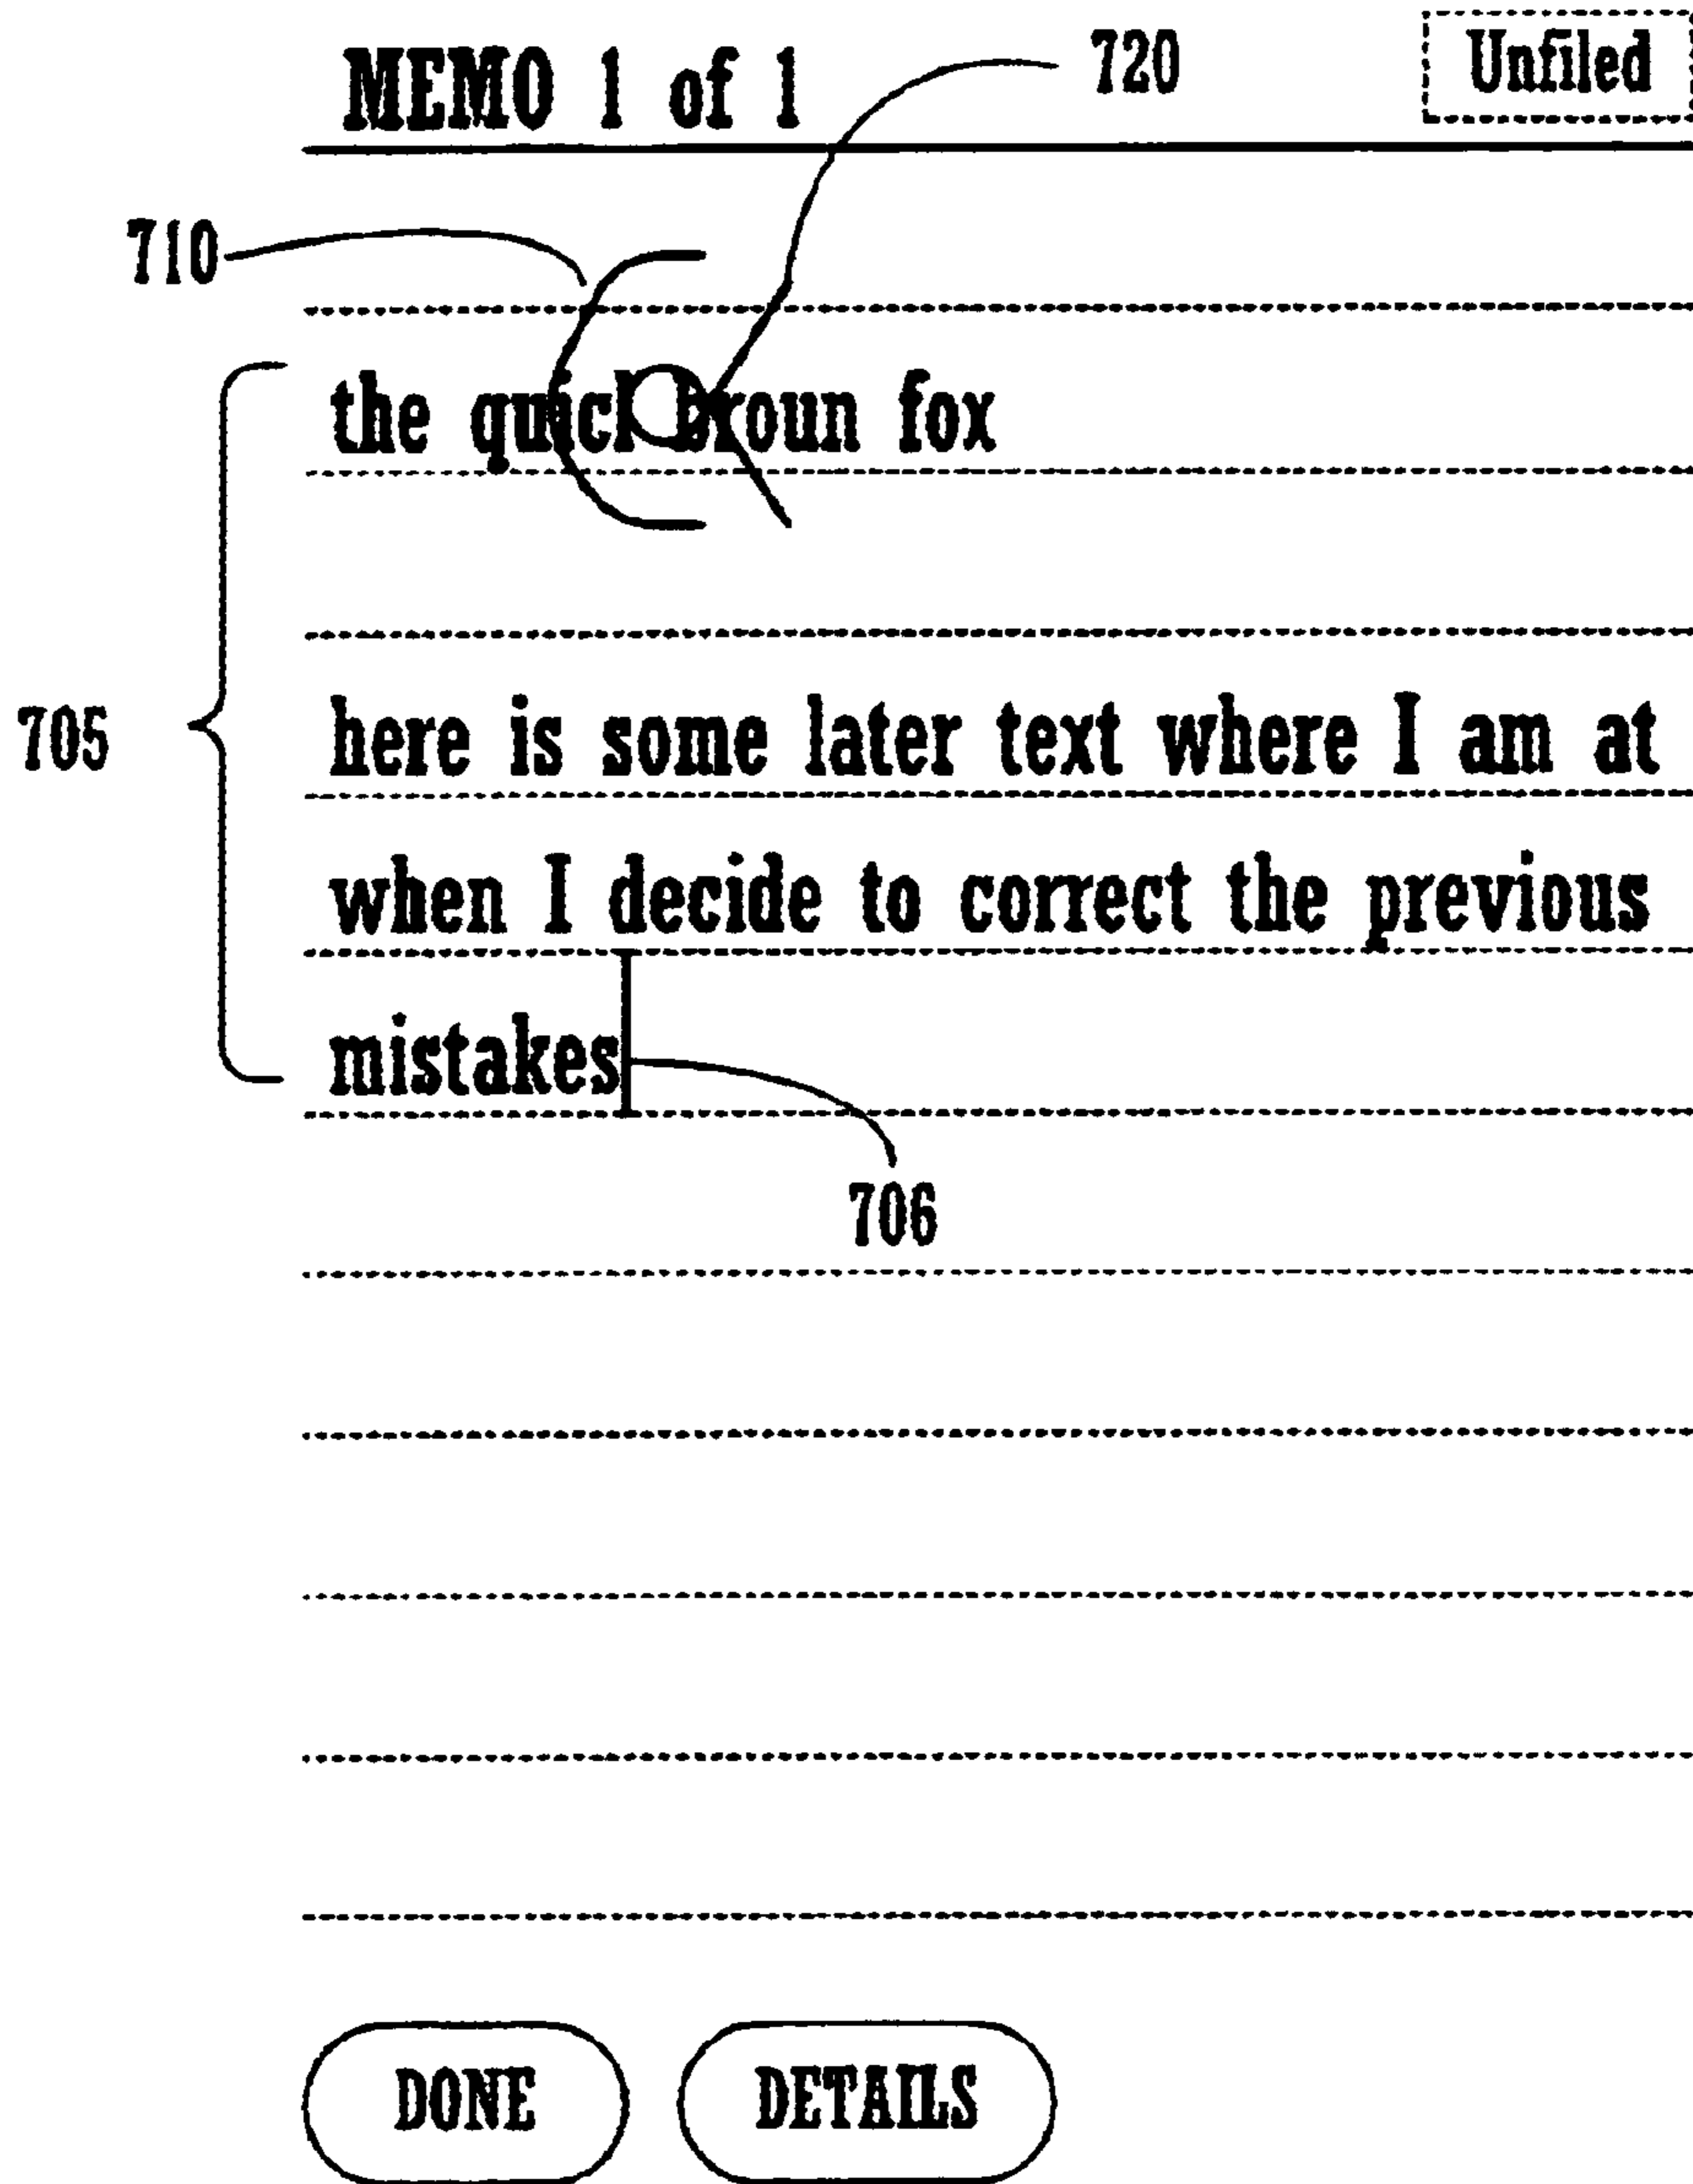 MEMO 1 of 1
720
Unfiled
710
the quick broun fox
705
here is some later text where I am at
when I decide to correct the previous
mistakes
706
DONE
DETAILS